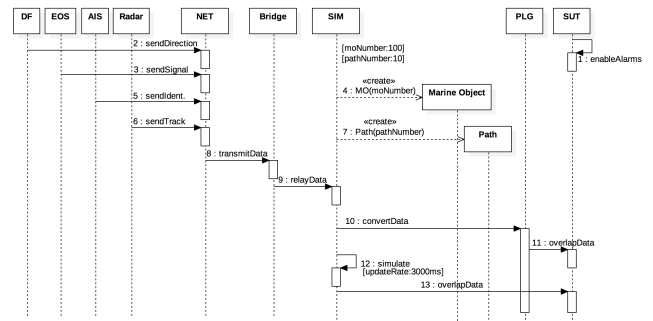 DF EOS AIS Radar NET Bridge SIM PLG SUT
2 : sendDirection
[moNumber:100]
[pathNumber:10]
1 : enableAlarms
3 : sendSignal
«create»
4 : MO(moNumber)
Marine Object
5 : sendIdent.
6 : sendTrack
«create»
7 : Path(pathNumber)
Path
8 : transmitData
9 : relayData
10 : convertData
11 : overlapData
12 : simulate
[updateRate:3000ms]
13 : overlapData